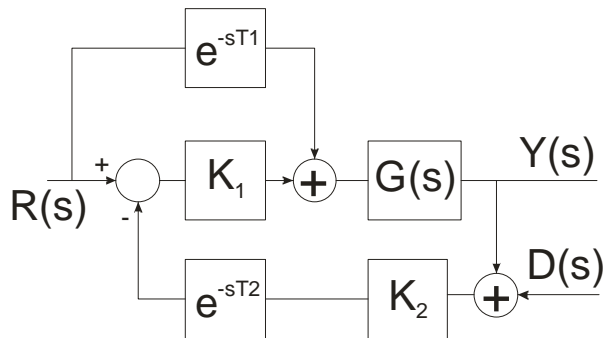 e-sT1
+
K1
+
G(s)
Y(s)
R(s)
-
D(s)
e-sT2
K2
+